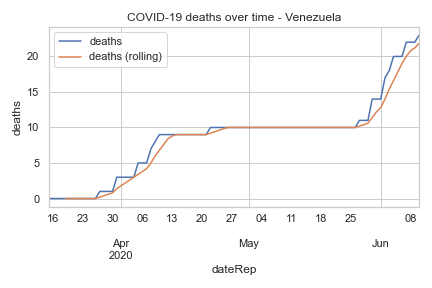 COVID-19 deaths over time - Venezuela
deaths
deaths (rolling)
deaths
20
15
10
5
0
16 23 30 06 13 20 27 04 11 18 25 08
Apr May Jun
2020
dateRep